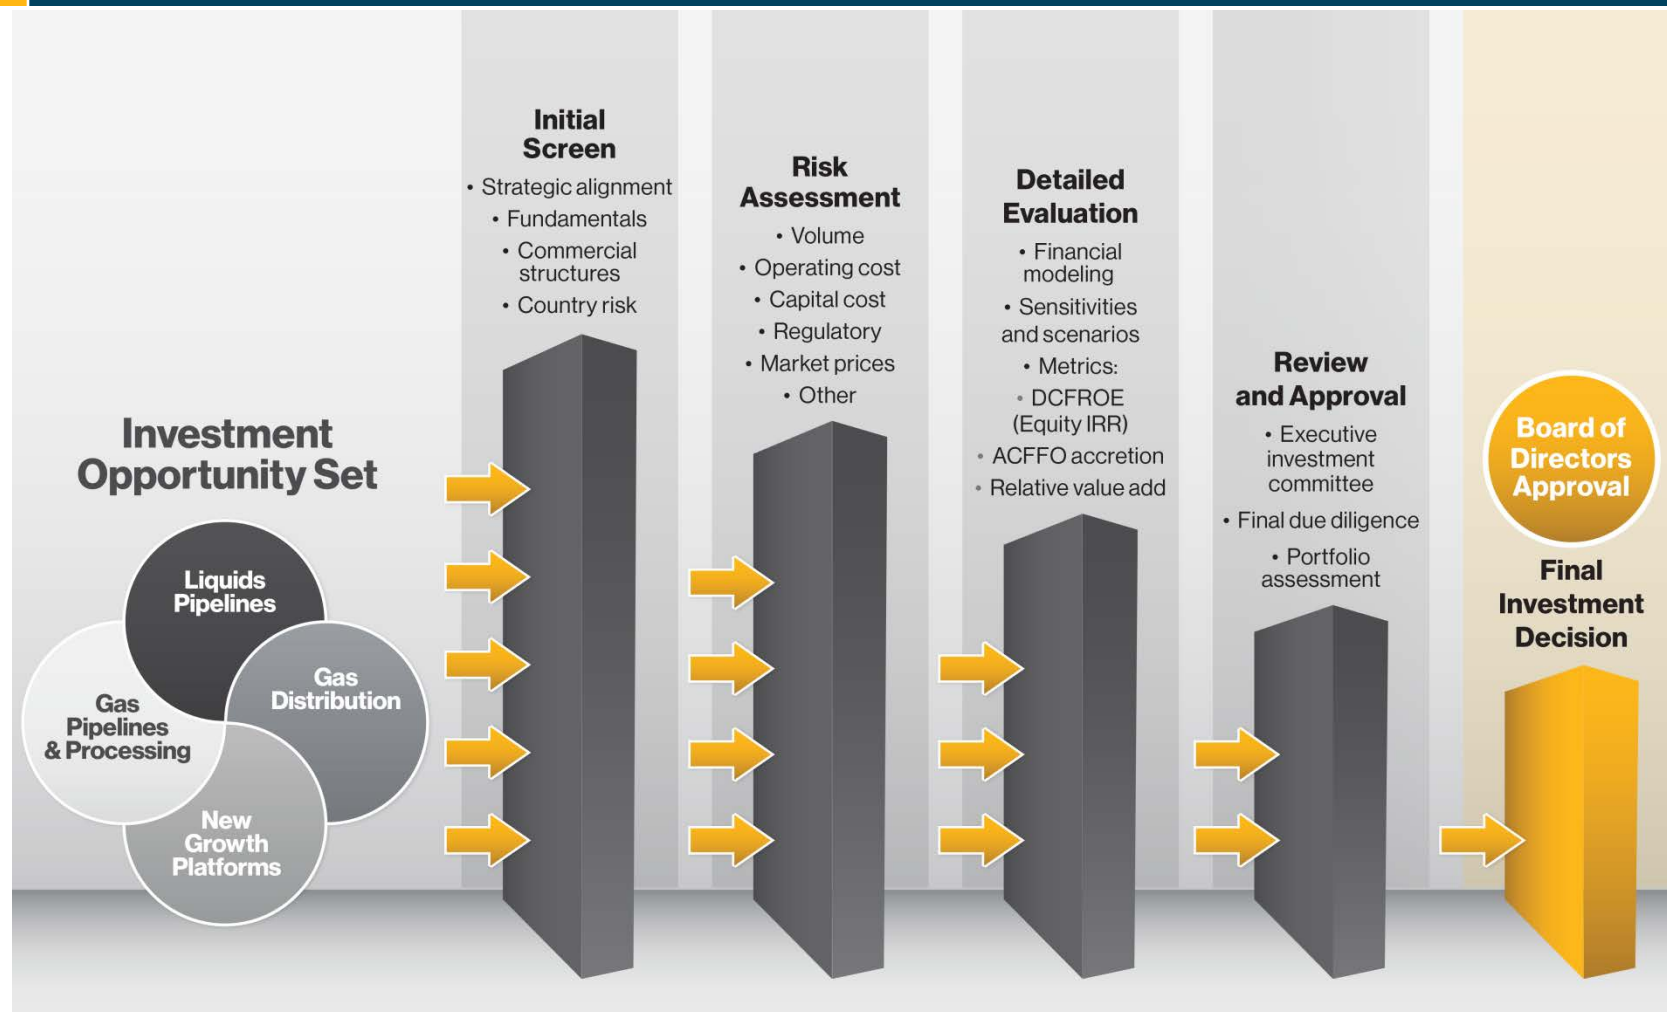 Investment
Opportunity Set
Liquids
Pipelines
Gas
Distribution
Gas
Pipelines
& Processing
New
Growth
Platforms
Initial
Screen
• Strategic alignment
• Fundamentals
• Commercial
structures
• Country risk
Risk
Assessment
• Volume
• Operating cost
• Capital cost
• Regulatory
• Market prices
• Other
Detailed
Evaluation
• Financial
modeling
• Sensitivities
and scenarios
• Metrics:
• DCFROE
(Equity IRR)
• ACFFO accretion
• Relative value add
Review
and Approval
• Executive
investment
committee
• Final due diligence
• Portfolio
assessment
Board of
Directors
Approval
Final
Investment
Decision